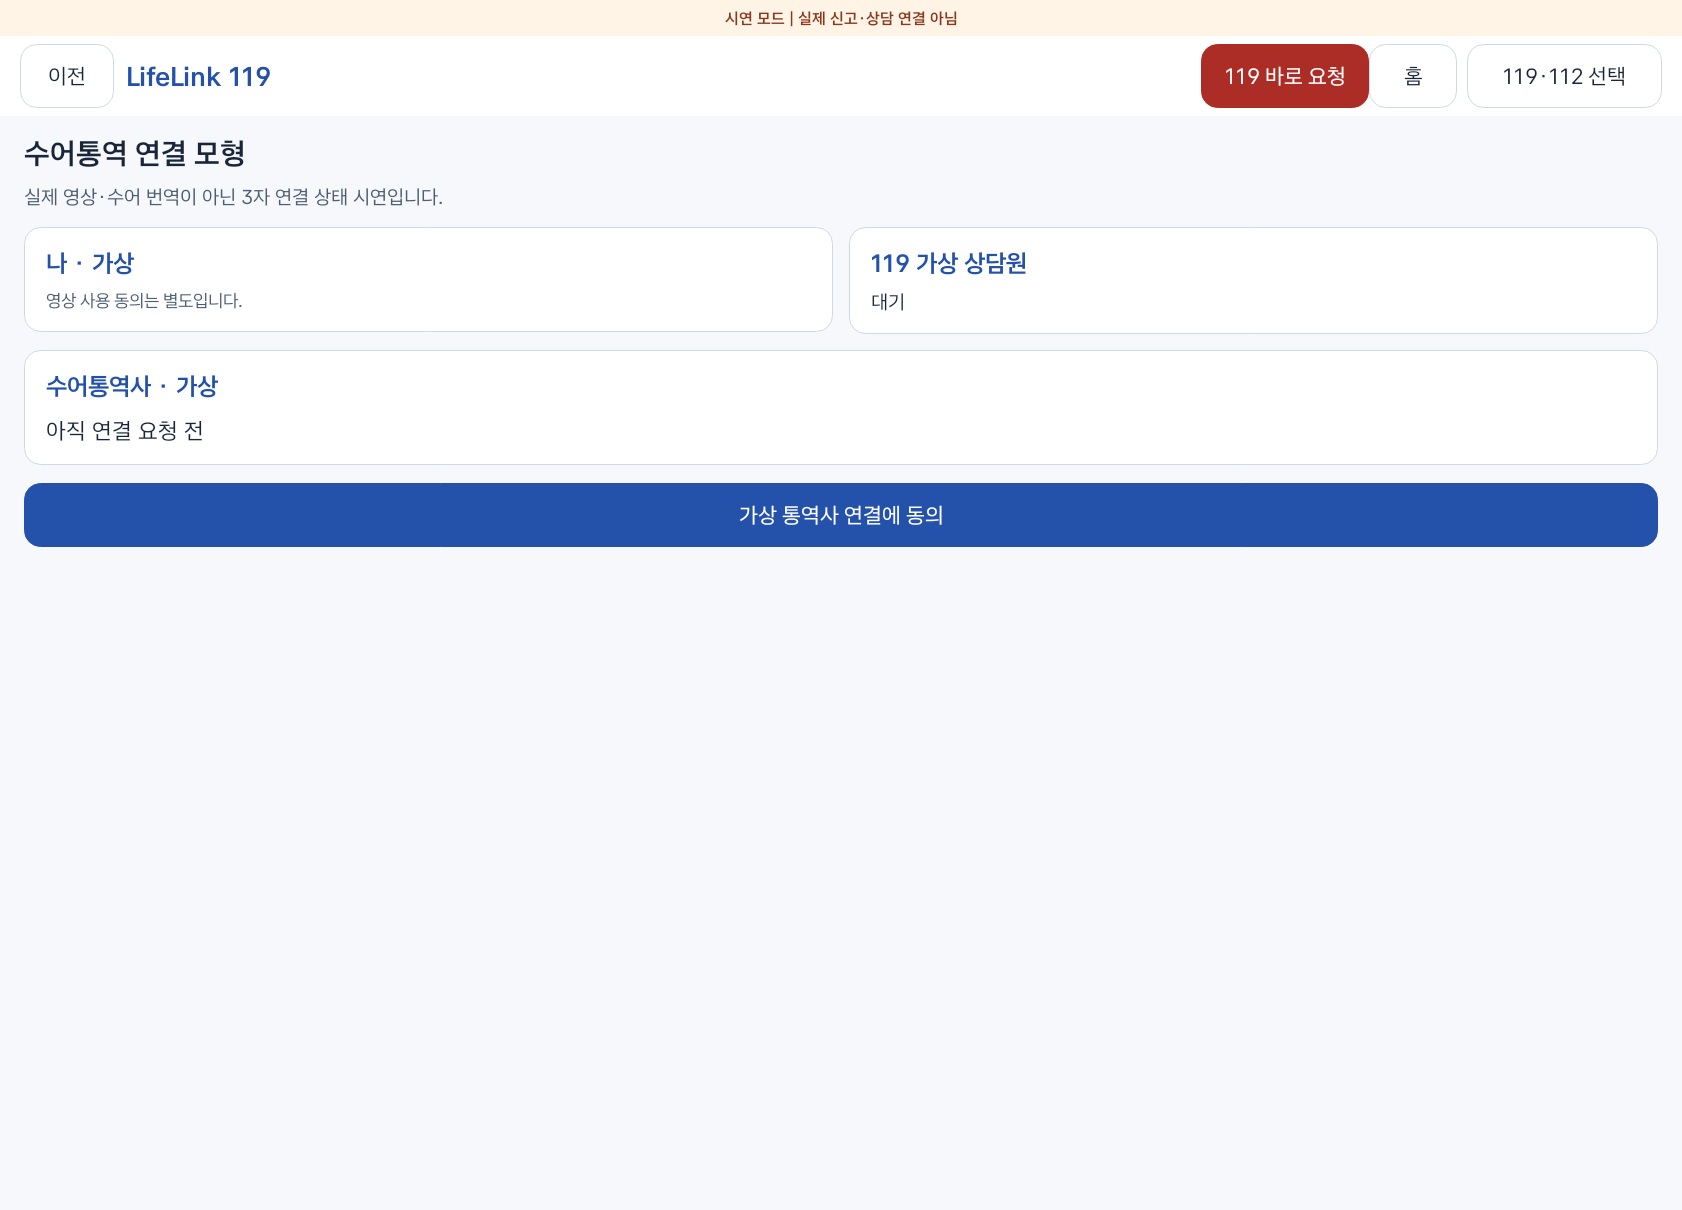 시연 모드 | 실제 신고·상담 연결 아님
이전
LifeLink 119
119 바로 요청
홈
119·112 선택
수어통역 연결 모형
실제 영상·수어 번역이 아닌 3자 연결 상태 시연입니다.
나 · 가상
영상 사용 동의는 별도입니다.
119 가상 상담원
대기
수어통역사 · 가상
아직 연결 요청 전
가상 통역사 연결에 동의